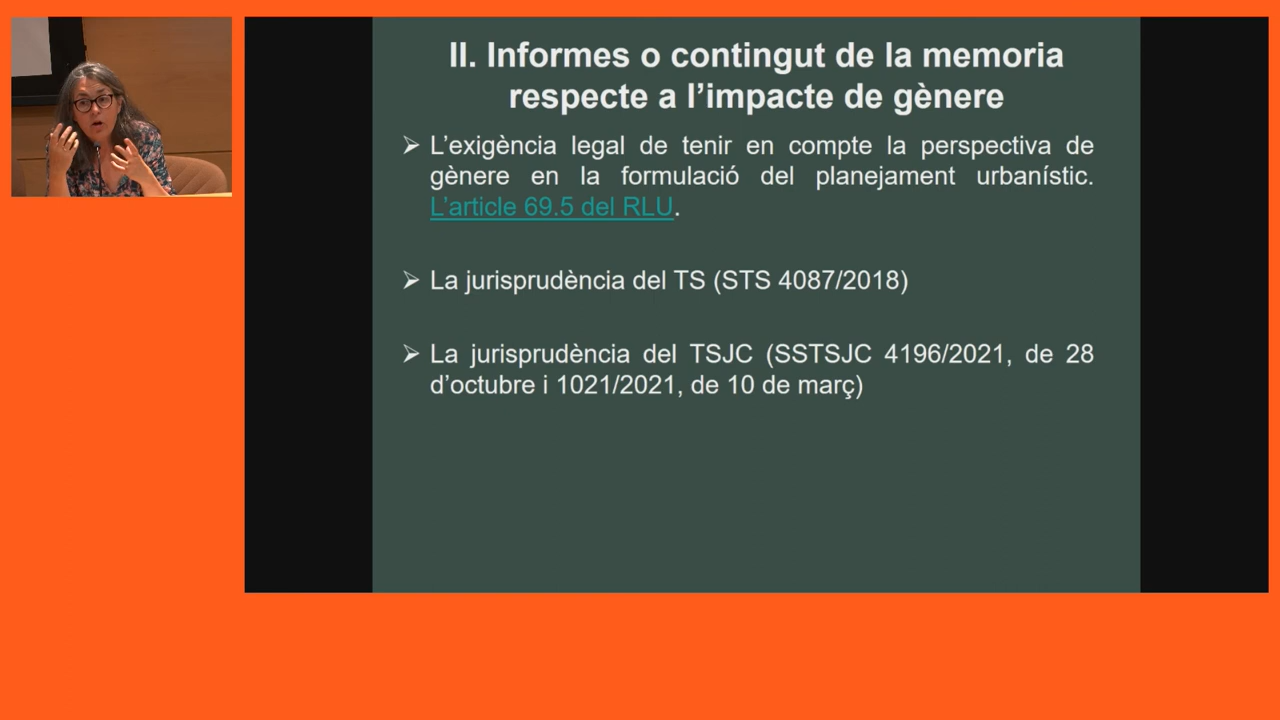 II. Informes o contingut de la memoria
respecte a l’impacte de gènere
➢ L’exigència legal de tenir en compte la perspectiva de
gènere en la formulació del planejament urbanístic.
L’article 69.5 del RLU.
➢ La jurisprudència del TS (STS 4087/2018)
➢ La jurisprudència del TSJC (SSTSJC 4196/2021, de 28
d’octubre i 1021/2021, de 10 de març)